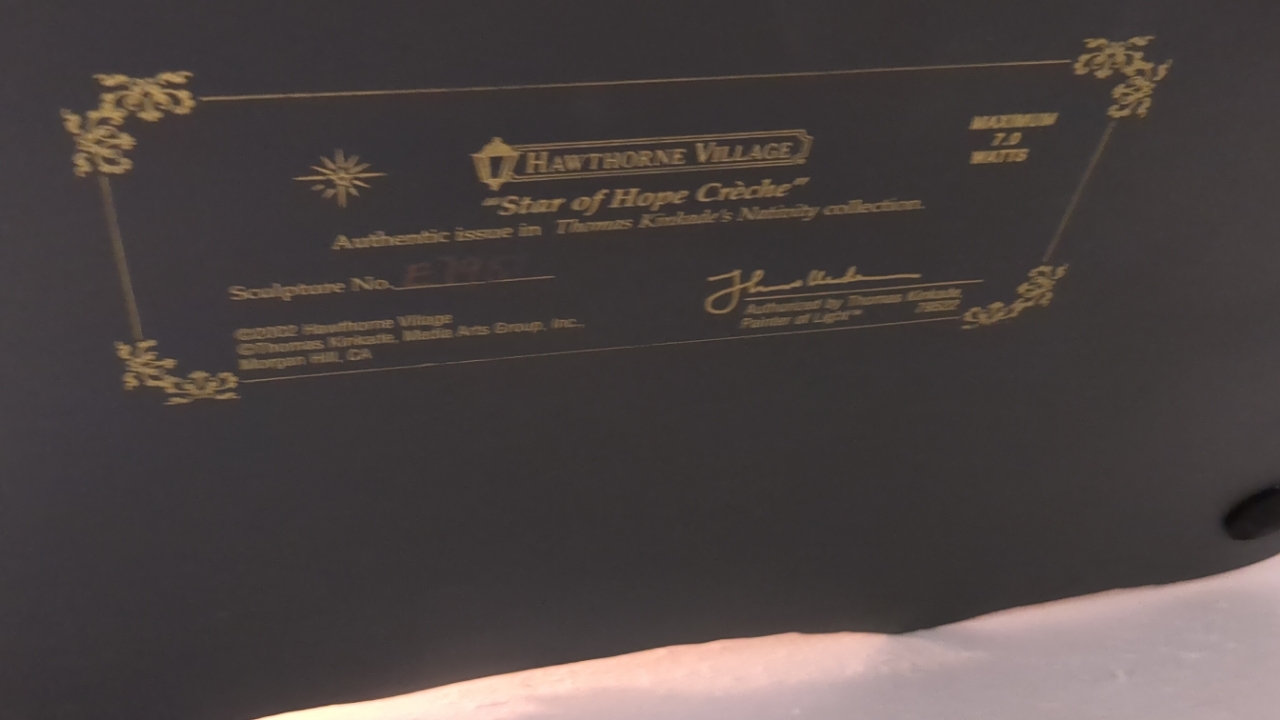 HAWTHORNE VILLAGE
MAXIMUM
7.0
WATTS
"Star of Hope Crèche"
Authentic issue in Thomas Kinkade's Nativity collection.
Sculpture No.
©2002 Hawthorne Village
©Thomas Kinkade, Media Arts Group, Inc.,
Morgan Hill, CA
Authorized by Thomas Kinkade
Painter of Light™